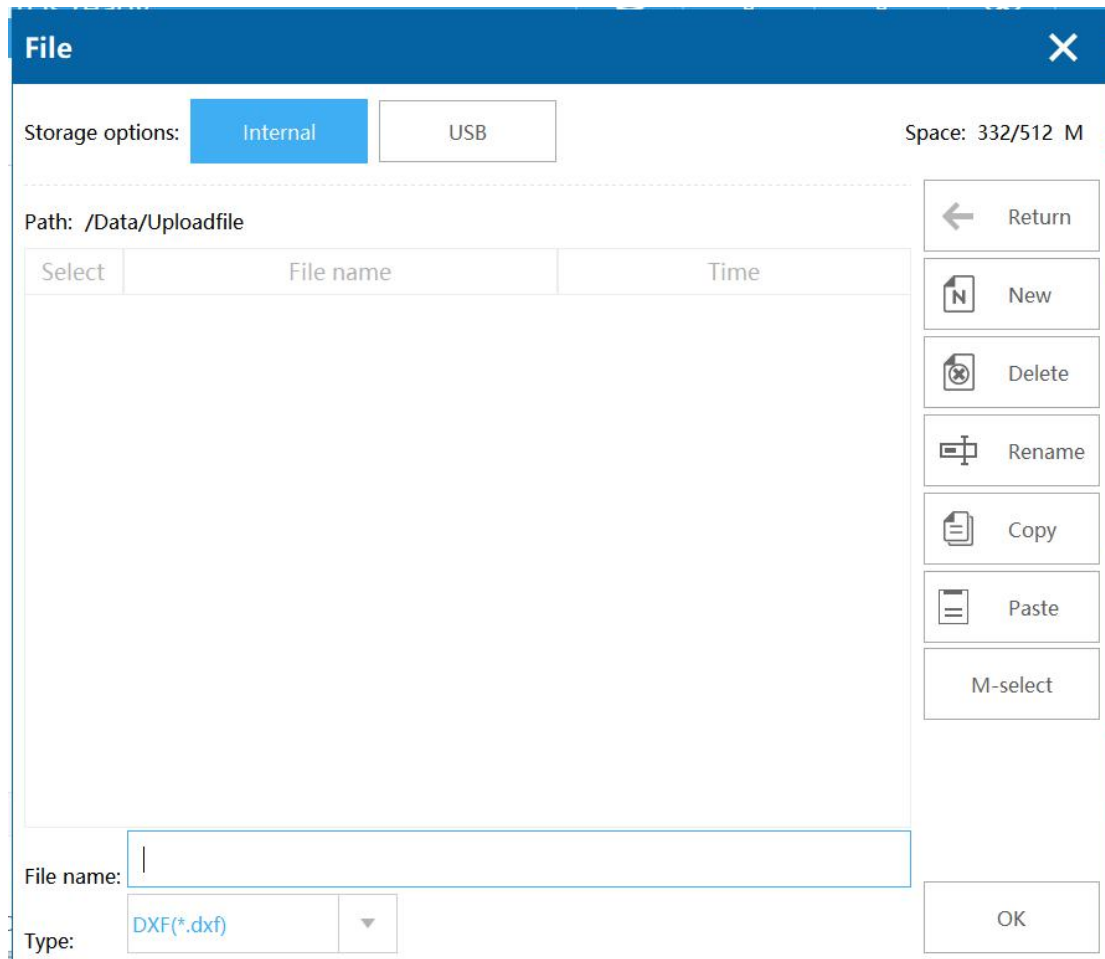 File
Storage options: Internal USB Space: 332/512 M
Path: /Data/Uploadfile
Return
Select File name Time
New
Delete
Rename
Copy
Paste
M-select
File name:
OK
Type: DXF(*.dxf)